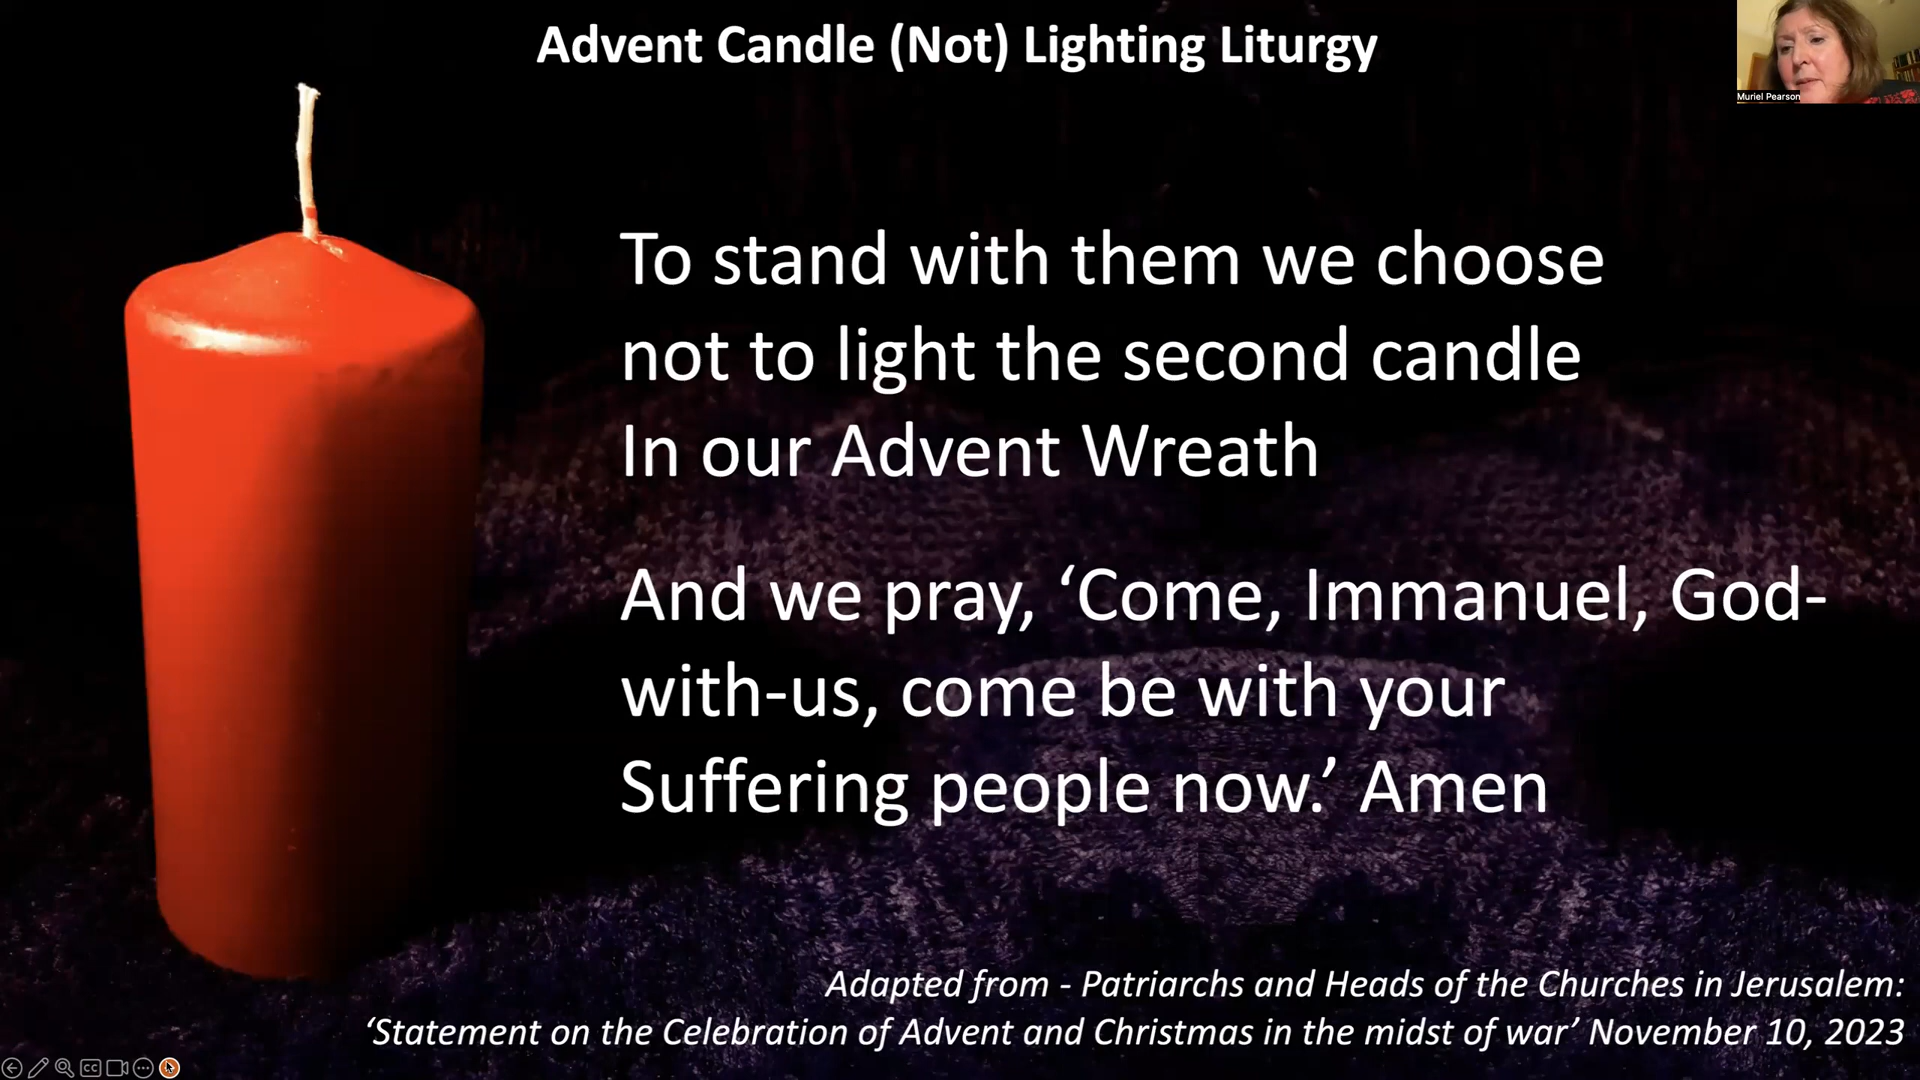 Advent Candle (Not) Lighting Liturgy
Muriel Pearson
To stand with them we choose
not to light the second candle
In our Advent Wreath
And we pray, ‘Come, Immanuel, God-
with-us, come be with your
Suffering people now.’ Amen
Adapted from - Patriarchs and Heads of the Churches in Jerusalem:
‘Statement on the Celebration of Advent and Christmas in the midst of war’ November 10, 2023
CC